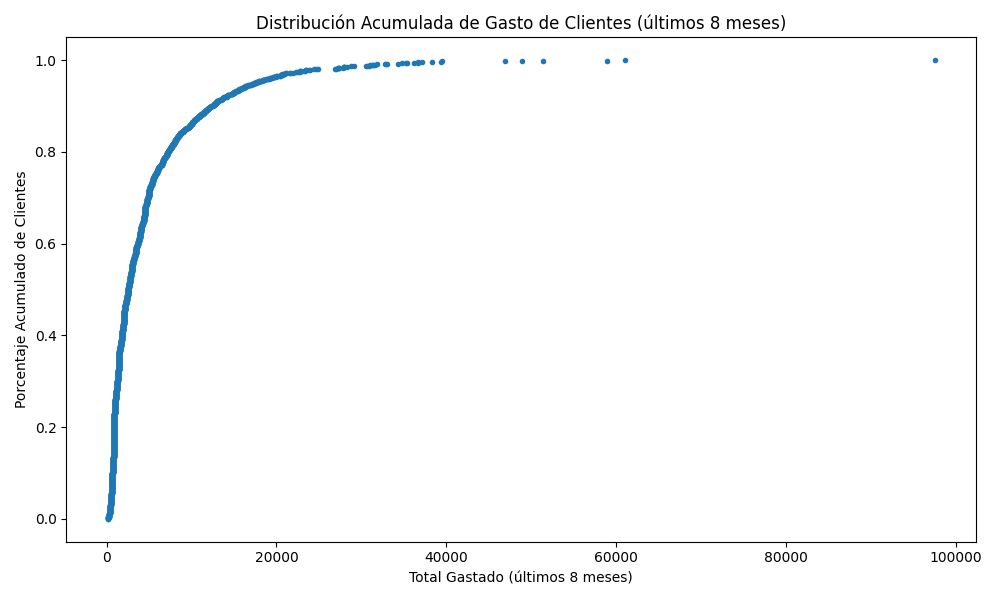 Distribución Acumulada de Gasto de Clientes (últimos 8 meses)
Porcentaje Acumulado de Clientes
1.0
0.8
0.6
0.4
0.2
0.0
0 20000 40000 60000 80000 100000
Total Gastado (últimos 8 meses)